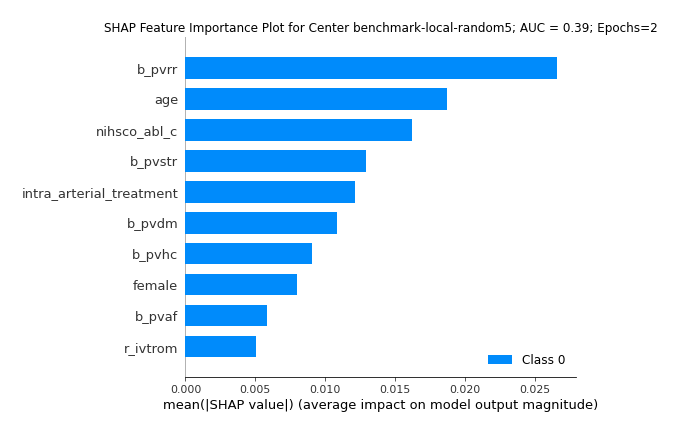 SHAP Feature Importance Plot for Center benchmark-local-random5; AUC = 0.39; Epochs=2
b_pvrr
age
nihsco_abl_c
b_pvstr
intra_arterial_treatment
b_pvdm
b_pvhc
female
b_pvaf
r_ivtrom
Class 0
0.000 0.005 0.010 0.015 0.020 0.025
mean(|SHAP value|) (average impact on model output magnitude)